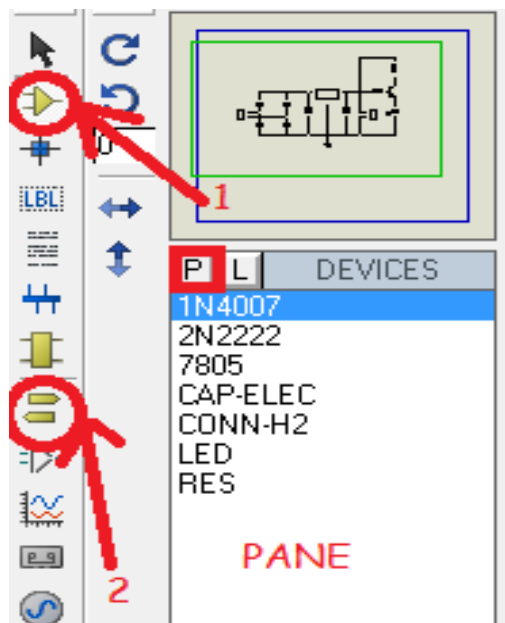 0
1
LBL
P L DEVICES
1N4007
2N2222
7805
CAP-ELEC
CONN-H2
LED
RES
PANE
2